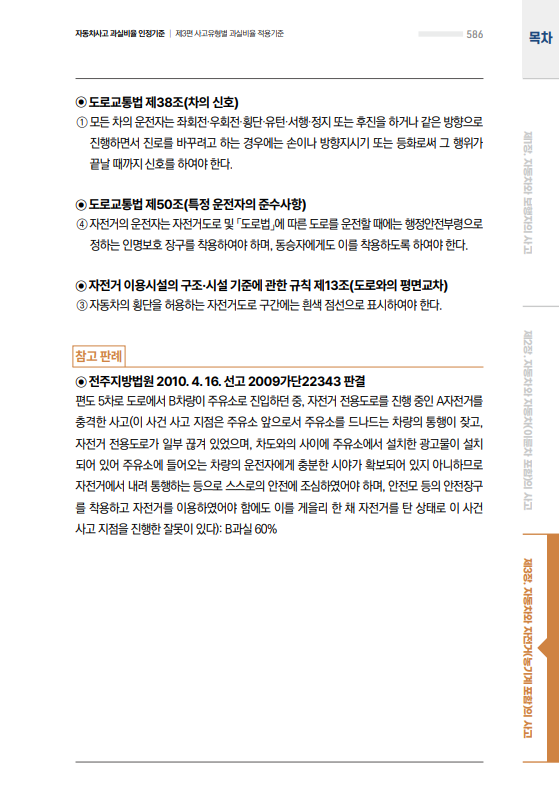 자동차사고 과실비율 인정기준 | 제3편 사고유형별 과실비율 적용기준
586
목차
◉ 도로교통법 제38조(차의 신호)
① 모든 차의 운전자는 좌회전·우회전·횡단·유턴·서행·정지 또는 후진을 하거나 같은 방향으로
진행하면서 진로를 바꾸려고 하는 경우에는 손이나 방향지시기 또는 등화로써 그 행위가
끝날 때까지 신호를 하여야 한다.
◉ 도로교통법 제50조(특정 운전자의 준수사항)
④ 자전거의 운전자는 자전거도로 및 「도로법」에 따른 도로를 운전할 때에는 행정안전부령으로
정하는 인명보호 장구를 착용하여야 하며, 동승자에게도 이를 착용하도록 하여야 한다.
◉ 자전거 이용시설의 구조·시설 기준에 관한 규칙 제13조(도로와의 평면교차)
③ 자동차의 횡단을 허용하는 자전거도로 구간에는 흰색 점선으로 표시하여야 한다.
참고 판례
◉ 전주지방법원 2010. 4. 16. 선고 2009가단22343 판결
편도 5차로 도로에서 B차량이 주유소로 진입하던 중, 자전거 전용도로를 진행 중인 A자전거를
충격한 사고(이 사건 사고 지점은 주유소 앞으로서 주유소를 드나드는 차량의 통행이 잦고,
자전거 전용도로가 일부 끊겨 있었으며, 차도와의 사이에 주유소에서 설치한 광고물이 설치
되어 있어 주유소에 들어오는 차량의 운전자에게 충분한 시야가 확보되어 있지 아니하므로
자전거에서 내려 통행하는 등으로 스스로의 안전에 조심하였어야 하며, 안전모 등의 안전장구
를 착용하고 자전거를 이용하였어야 함에도 이를 게을리 한 채 자전거를 탄 상태로 이 사건
사고 지점을 진행한 잘못이 있다): B과실 60%
제1장. 자동차와 보행자의 사고
제2장. 자동차와 자동차(이륜차 포함)의 사고
제3장. 자동차와 자전거(농기계 포함)의 사고